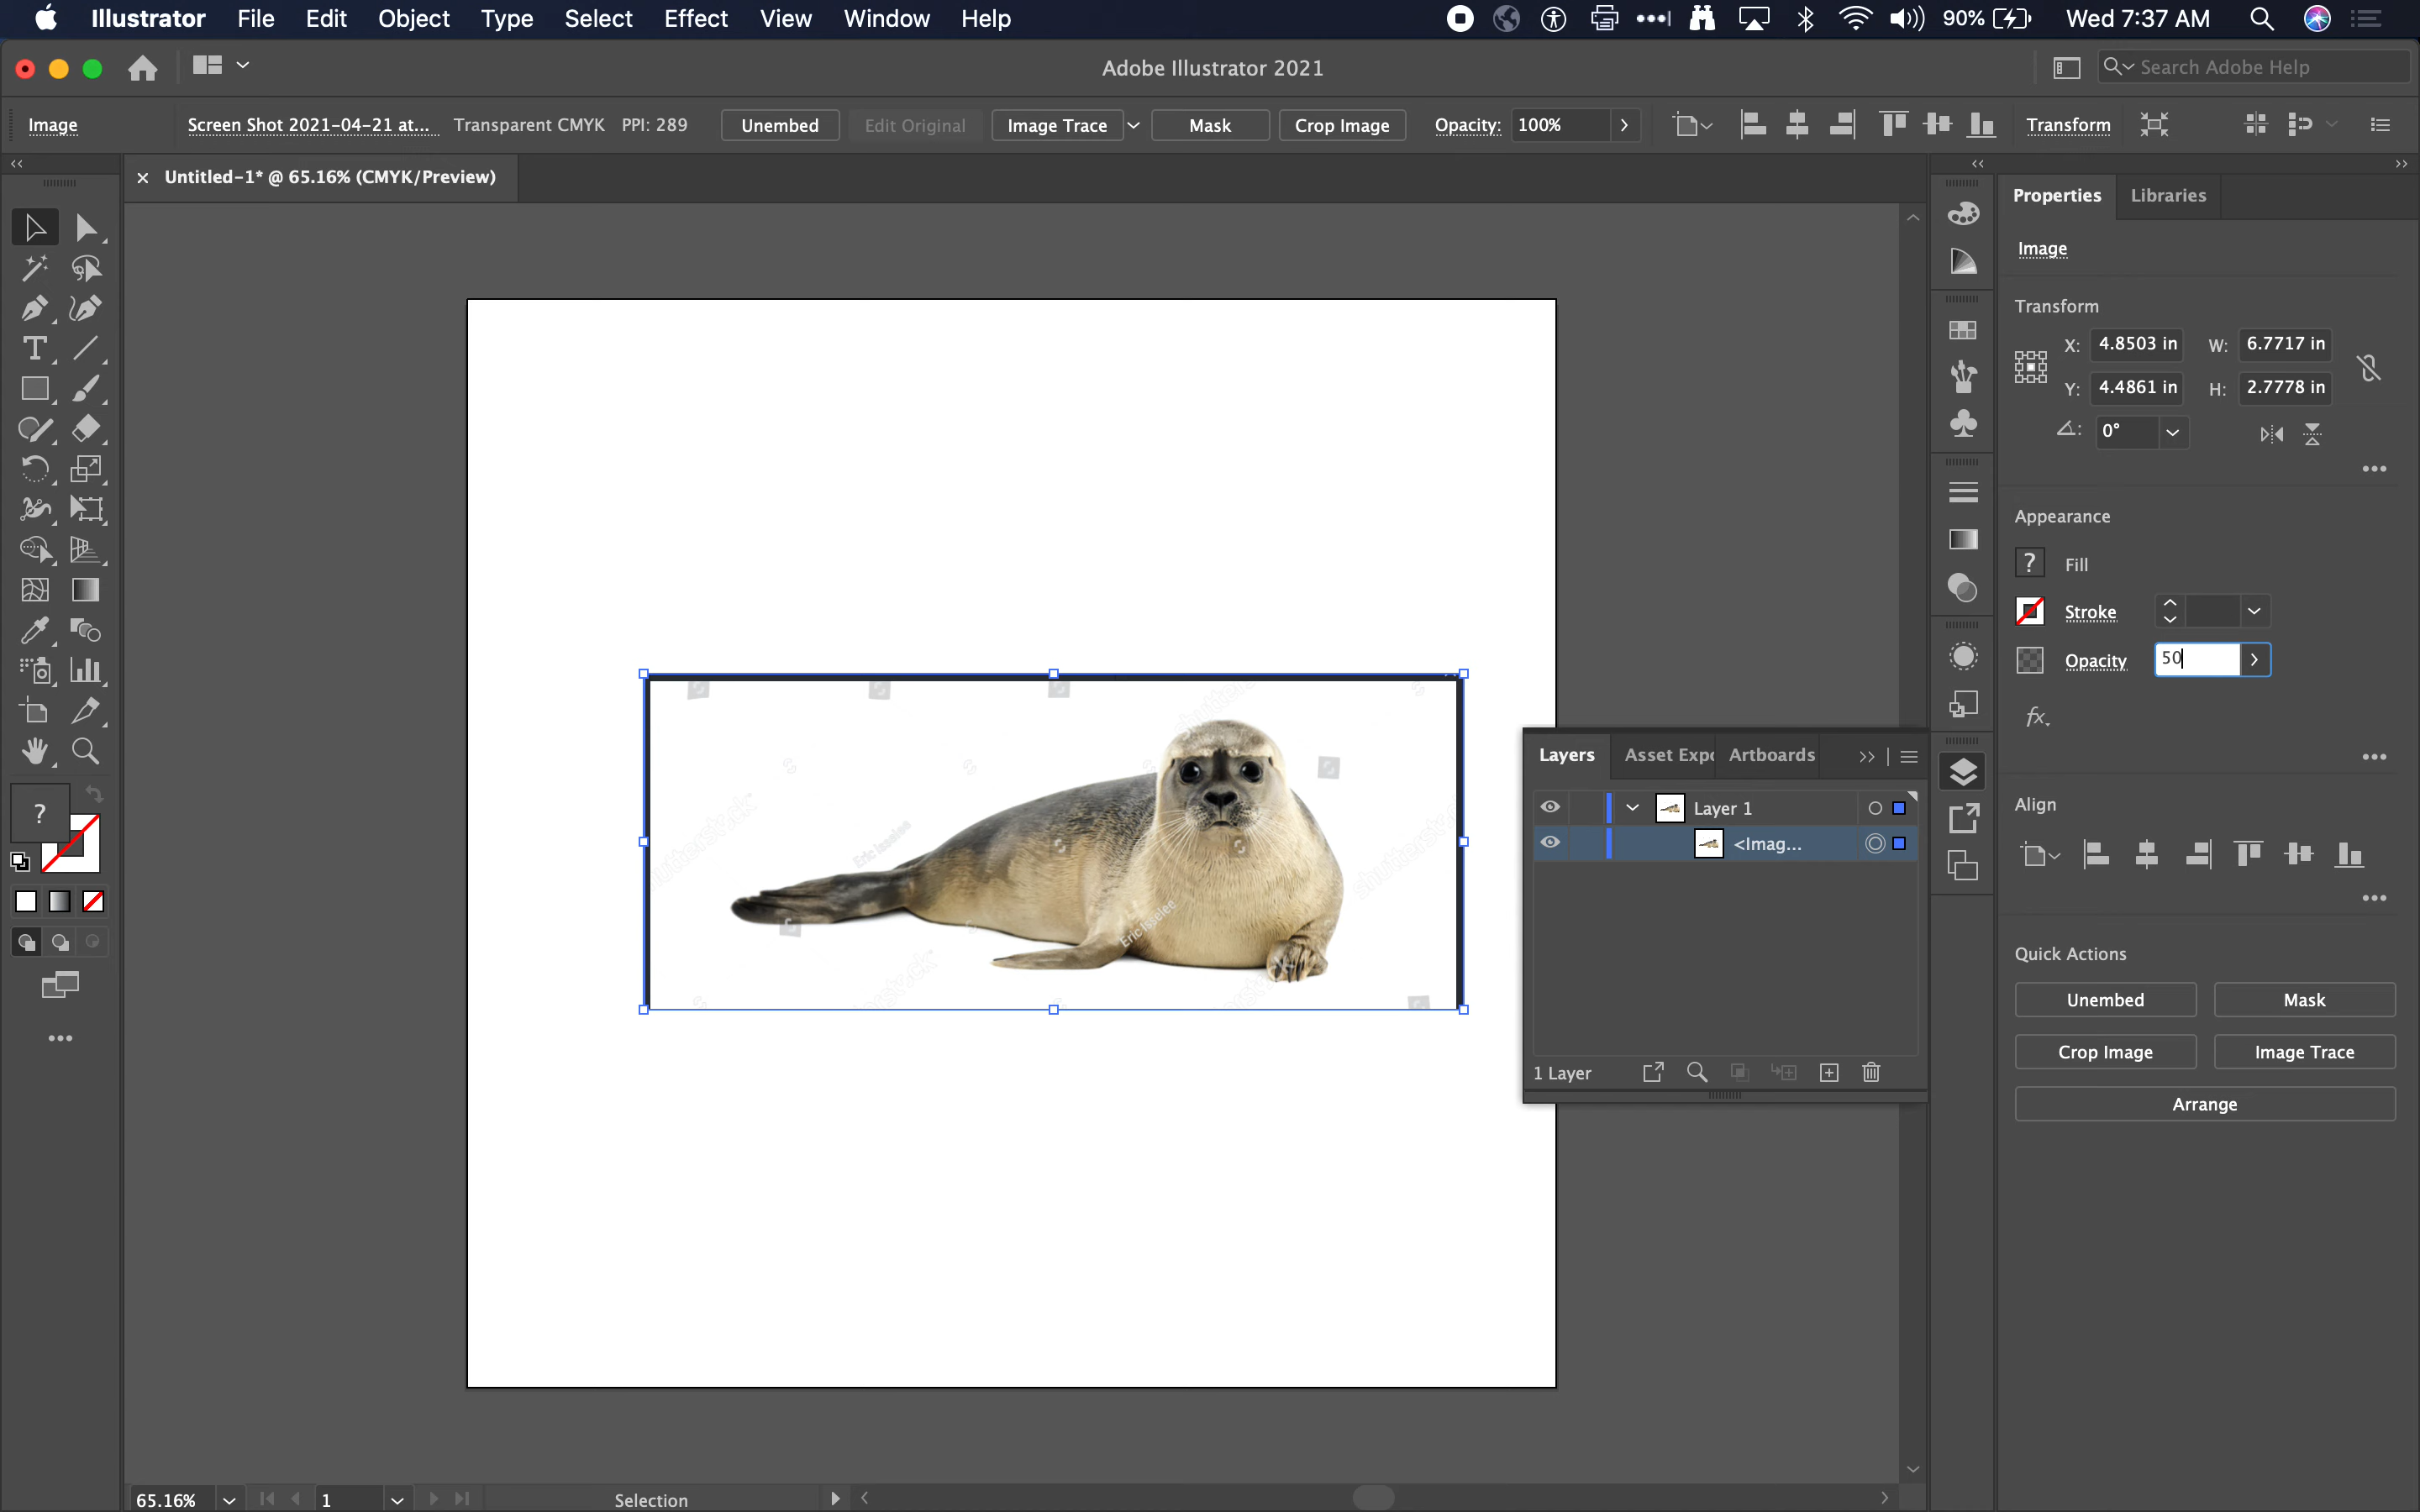 Illustrator File Edit Object Type Select Effect View Window Help 90% Wed 7:37 AM
Adobe Illustrator 2021 Search Adobe Help
Image Screen Shot 2021-04-21 at... Transparent CMYK PPI: 289 Unembed Edit Original Image Trace Mask Crop Image Opacity: 100% Transform
Untitled-1* @ 65.16% (CMYK/Preview)
Properties Libraries
Image
Transform
X: 4.8503 in W: 6.7717 in
Y: 4.4861 in H: 2.7778 in
0°
Appearance
? Fill
Stroke
Opacity 50
fx
Align
Quick Actions
Unembed Mask
Crop Image Image Trace
Arrange
Layers Asset Expo Artboards
Layer 1
<Imag...
1 Layer
?
shutterstock
Eric Isselee
Eric Isselee
65.16% 1 Selection